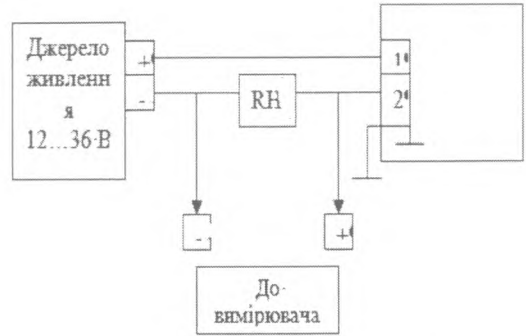 Джерело
живленн
я
12...36·В
+
-
RH
1
2
-
+
До·
вимірювача